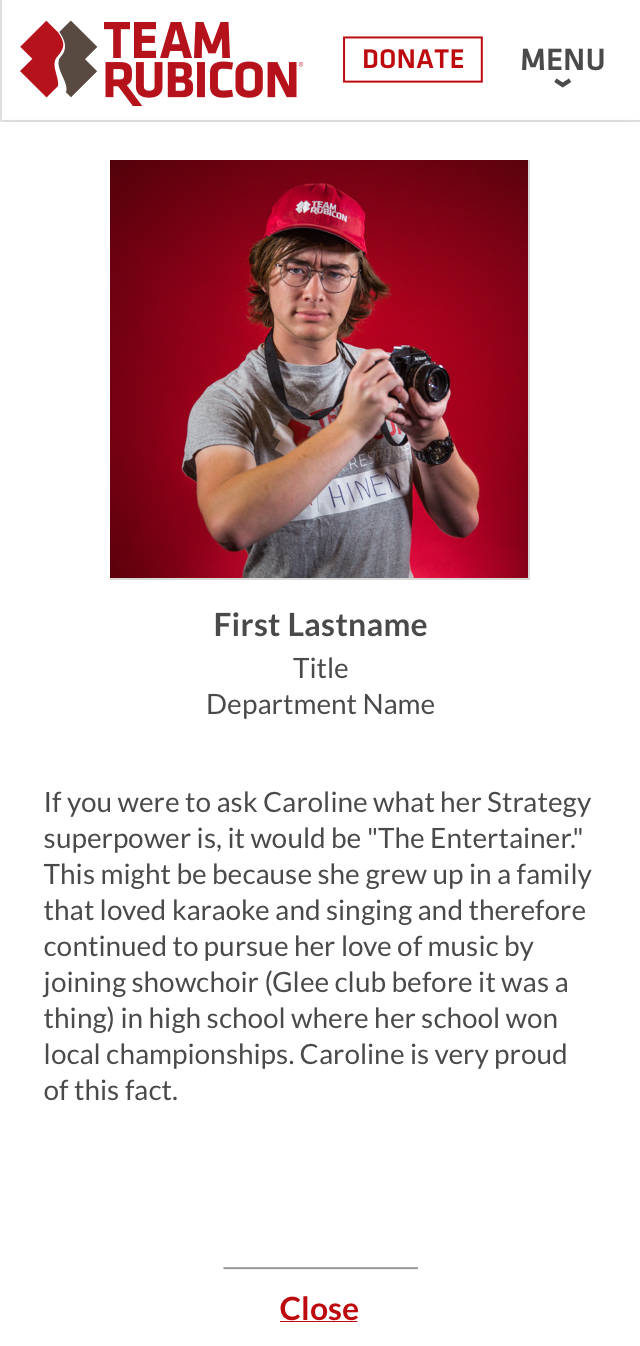 TEAM
RUBICON®
DONATE
MENU
TEAM
RUBICON
HINEN
First Lastname
Title
Department Name
If you were to ask Caroline what her Strategy
superpower is, it would be "The Entertainer."
This might be because she grew up in a family
that loved karaoke and singing and therefore
continued to pursue her love of music by
joining showchoir (Glee club before it was a
thing) in high school where her school won
local championships. Caroline is very proud
of this fact.
Close